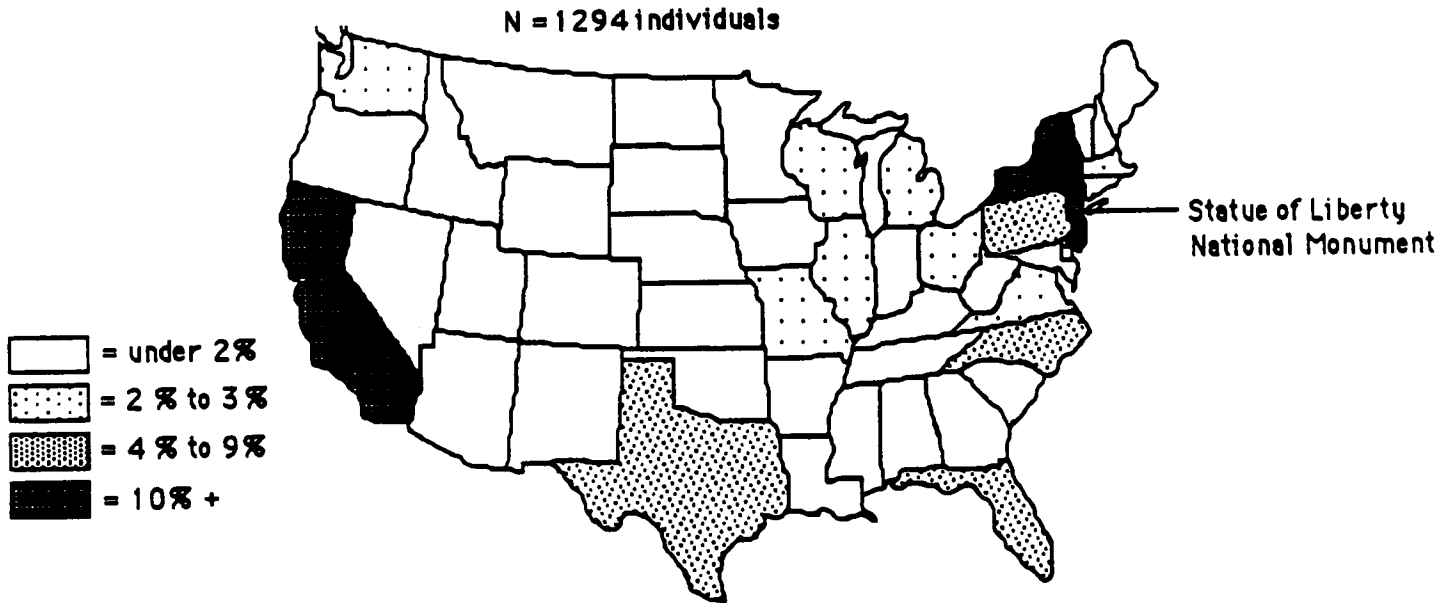 N = 1294 individuals
Statue of Liberty
National Monument
= under 2%
= 2 % to 3%
= 4 % to 9%
= 10% +